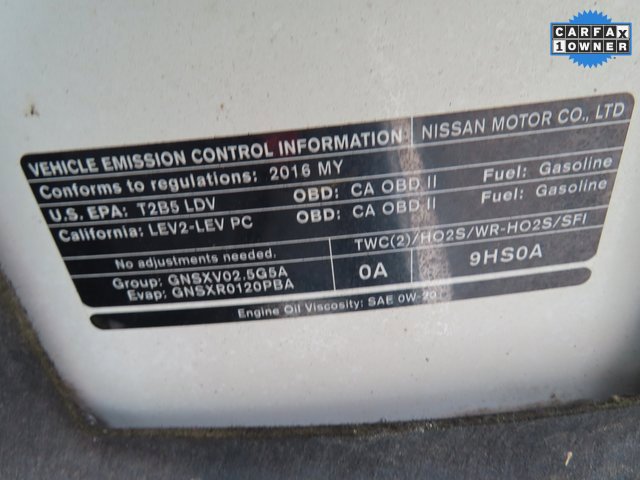 CARFAX
1 OWNER
VEHICLE EMISSION CONTROL INFORMATION NISSAN MOTOR CO., LTD
Conforms to regulations: 2016 MY
U.S. EPA: T2B5 LDV OBD: CA OBD II Fuel: Gasoline
California: LEV2-LEV PC OBD: CA OBD II Fuel: Gasoline
No adjustments needed. TWC(2)/HO2S/WR-HO2S/SFI
Group: GNSXV02.5G5A 0A 9HS0A
Evap: GNSXR0120PBA
Engine Oil Viscosity: SAE 0W-20